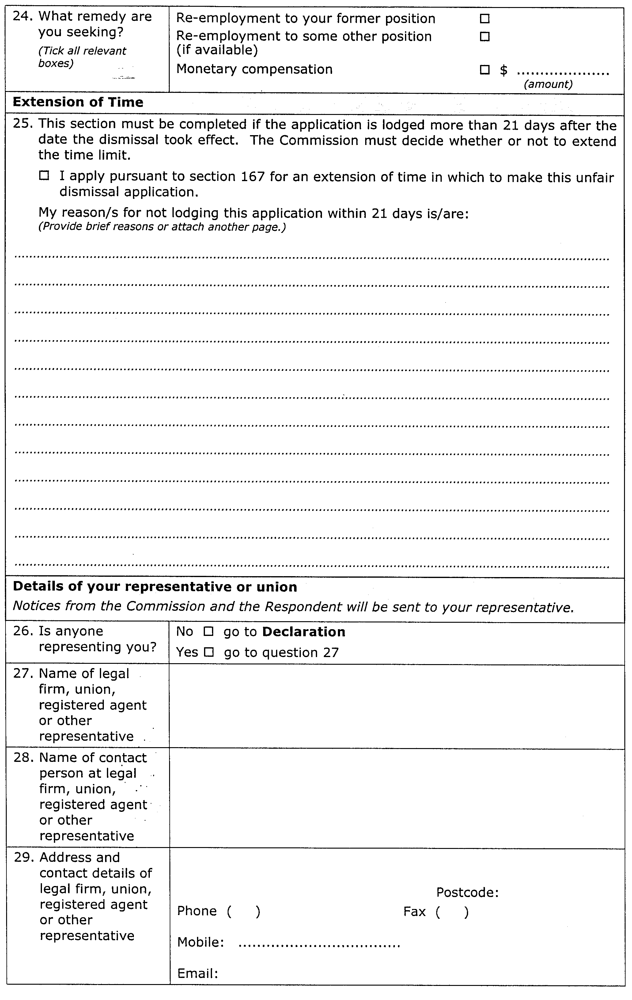 24. What remedy are you seeking?
(Tick all relevant boxes)
Re-employment to your former position ☐
Re-employment to some other position ☐
(if available)
Monetary compensation ☐ $ ....................
(amount)
Extension of Time
25. This section must be completed if the application is lodged more than 21 days after the
date the dismissal took effect. The Commission must decide whether or not to extend
the time limit.
☐ I apply pursuant to section 167 for an extension of time in which to make this unfair
dismissal application.
My reason/s for not lodging this application within 21 days is/are:
(Provide brief reasons or attach another page.)
Details of your representative or union
Notices from the Commission and the Respondent will be sent to your representative.
26. Is anyone
representing you?
No ☐ go to Declaration
Yes ☐ go to question 27
27. Name of legal
firm, union,
registered agent
or other
representative
28. Name of contact
person at legal
firm, union,
registered agent
or other
representative
29. Address and
contact details of
legal firm, union,
registered agent
or other
representative
Postcode:
Phone ( ) Fax ( )
Mobile: ..................................
Email: